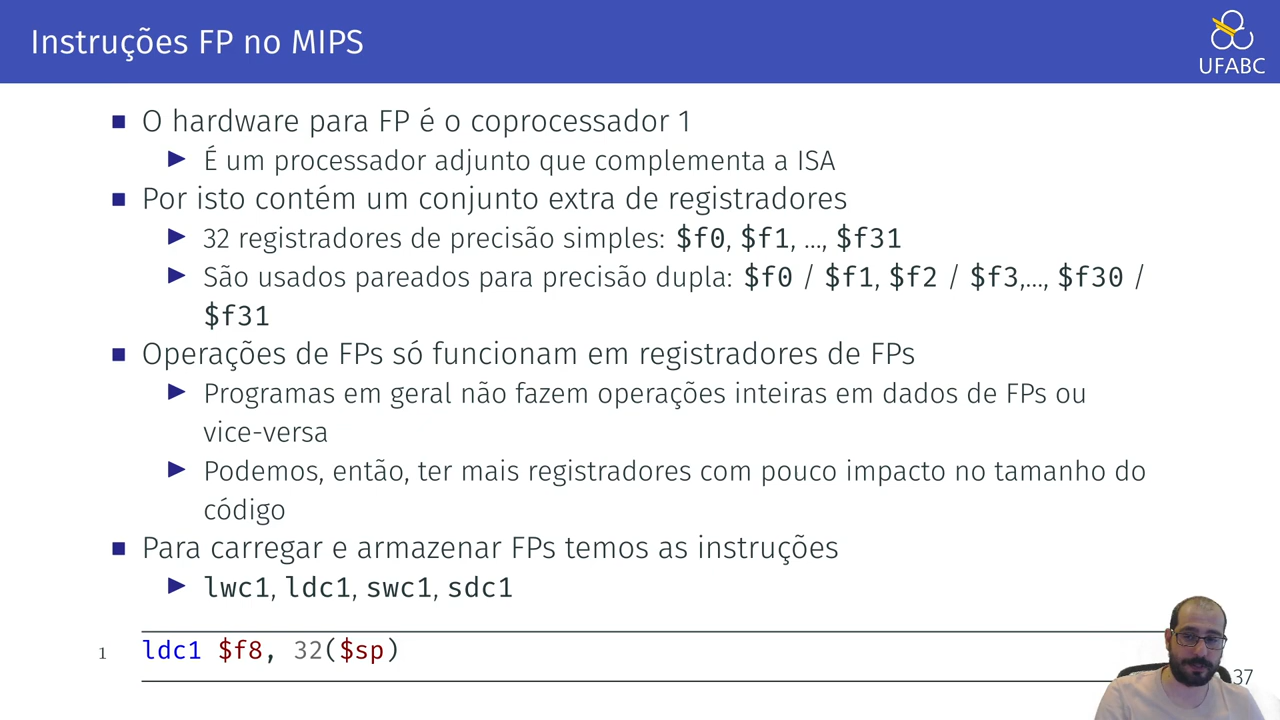 Instruções FP no MIPS
UFABC
O hardware para FP é o coprocessador 1
É um processador adjunto que complementa a ISA
Por isto contém um conjunto extra de registradores
32 registradores de precisão simples: $f0, $f1, ..., $f31
São usados pareados para precisão dupla: $f0 / $f1, $f2 / $f3,..., $f30 /
$f31
Operações de FPs só funcionam em registradores de FPs
Programas em geral não fazem operações inteiras em dados de FPs ou
vice-versa
Podemos, então, ter mais registradores com pouco impacto no tamanho do
código
Para carregar e armazenar FPs temos as instruções
lwc1, ldc1, swc1, sdc1
1 ldc1 $f8, 32($sp)
37